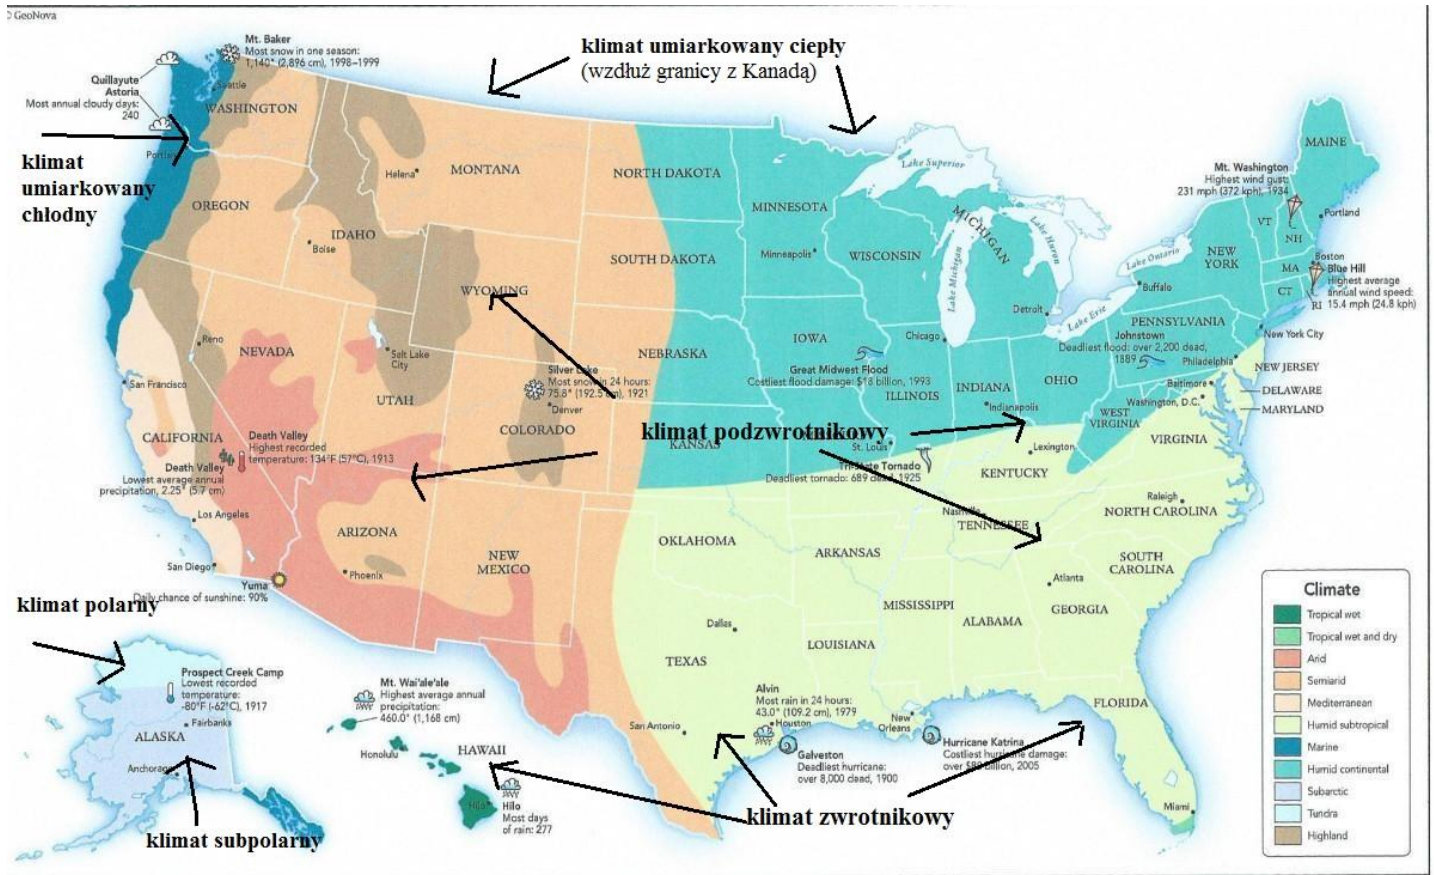 © GeoNova
Mt. Baker
Most snow in one season:
1,140" (2,896 cm), 1998–1999
klimat umiarkowany ciepły
(wzdłuż granicy z Kanadą)
Quillayute
Astoria
Most annual cloudy days:
240
Seattle
WASHINGTON
Portland
klimat
umiarkowany
chłodny
OREGON
IDAHO
Boise
Helena
MONTANA
NORTH DAKOTA
SOUTH DAKOTA
WYOMING
NEBRASKA
MINNESOTA
Minneapolis
WISCONSIN
MICHIGAN
Lake Superior
Lake Michigan
Lake Huron
Lake Ontario
Lake Erie
Detroit
Chicago
MAINE
Mt. Washington
Highest wind gust:
231 mph (372 kph), 1934
Portland
VT
NH
NEW
YORK
MA
CT
RI
Boston
Blue Hill
Highest average
annual wind speed:
15.4 mph (24.8 kph)
Buffalo
PENNSYLVANIA
Johnstown
Deadliest flood: over 2,200 dead,
1889
Philadelphia
New York City
NEW JERSEY
DELAWARE
MARYLAND
Baltimore
Washington, D.C.
WEST
VIRGINIA
VIRGINIA
OHIO
INDIANA
Indianapolis
ILLINOIS
IOWA
Great Midwest Flood
Costliest flood damage: $18 billion, 1993
Reno
NEVADA
Salt Lake
City
UTAH
Silver Lake
Most snow in 24 hours:
75.8" (192.5 cm), 1921
Denver
COLORADO
San Francisco
CALIFORNIA
Death Valley
Highest recorded
temperature: 134°F (57°C), 1913
Death Valley
Lowest average annual
precipitation, 2.25" (5.7 cm)
Los Angeles
San Diego
Yuma
Daily chance of sunshine: 90%
ARIZONA
Phoenix
NEW
MEXICO
klimat podzwrotnikowy
KANSAS
St. Louis
Tri-State Tornado
Deadliest tornado: 689 dead, 1925
Lexington
KENTUCKY
Nashville
TENNESSEE
Raleigh
NORTH CAROLINA
SOUTH
CAROLINA
Atlanta
GEORGIA
ALABAMA
MISSISSIPPI
ARKANSAS
OKLAHOMA
LOUISIANA
Dallas
TEXAS
San Antonio
Alvin
Most rain in 24 hours:
43.0" (109.2 cm), 1979
Houston
Galveston
Deadliest hurricane:
over 8,000 dead, 1900
New
Orleans
Hurricane Katrina
Costliest hurricane damage:
over $80 billion, 2005
FLORIDA
Miami
klimat zwrotnikowy
klimat polarny
Prospect Creek Camp
Lowest recorded
temperature:
-80°F (-62°C), 1917
Fairbanks
ALASKA
Anchorage
klimat subpolarny
Mt. Wai'ale'ale
Highest average annual
precipitation:
460.0" (1,168 cm)
Honolulu
HAWAII
Hilo
Hilo
Most days
of rain: 277
Climate
Tropical wet
Tropical wet and dry
Arid
Semiarid
Mediterranean
Humid subtropical
Marine
Humid continental
Subarctic
Tundra
Highland